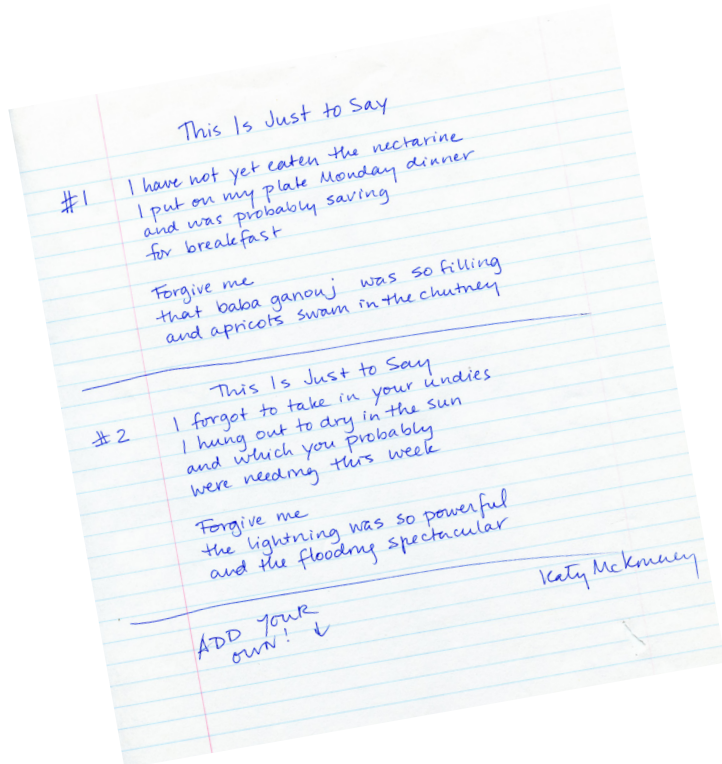 This Is Just to Say
#1 I have not yet eaten the nectarine
I put on my plate Monday dinner
and was probably saving
for breakfast
Forgive me
that baba ganouj was so filling
and apricots swam in the chutney
This Is Just to Say
#2 I forgot to take in your undies
I hung out to dry in the sun
and which you probably
were needing this week
Forgive me
the lightning was so powerful
and the flooding spectacular
Katy McKinney
ADD YOUR
OWN! ↓